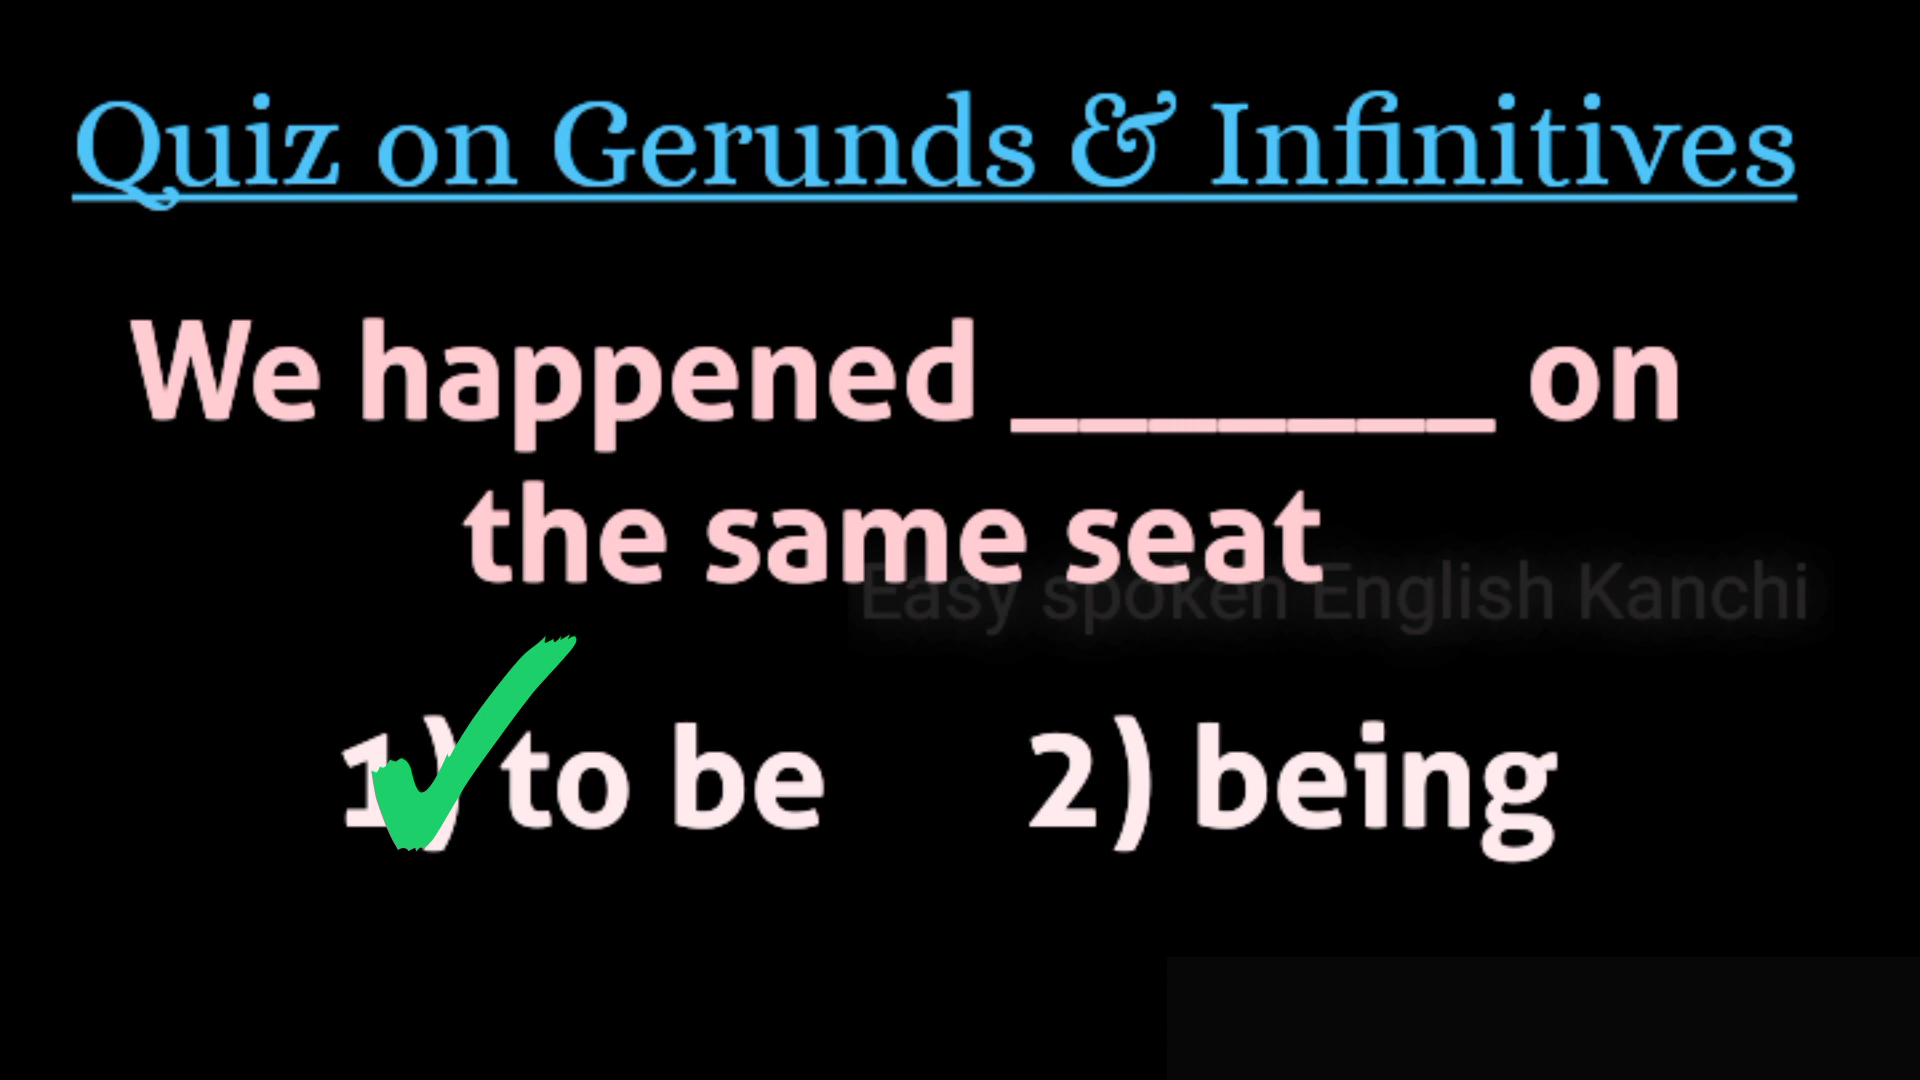 Quiz on Gerunds & Infinitives
We happened _______ on
the same seat
Easy spoken English Kanchi
1) to be 2) being